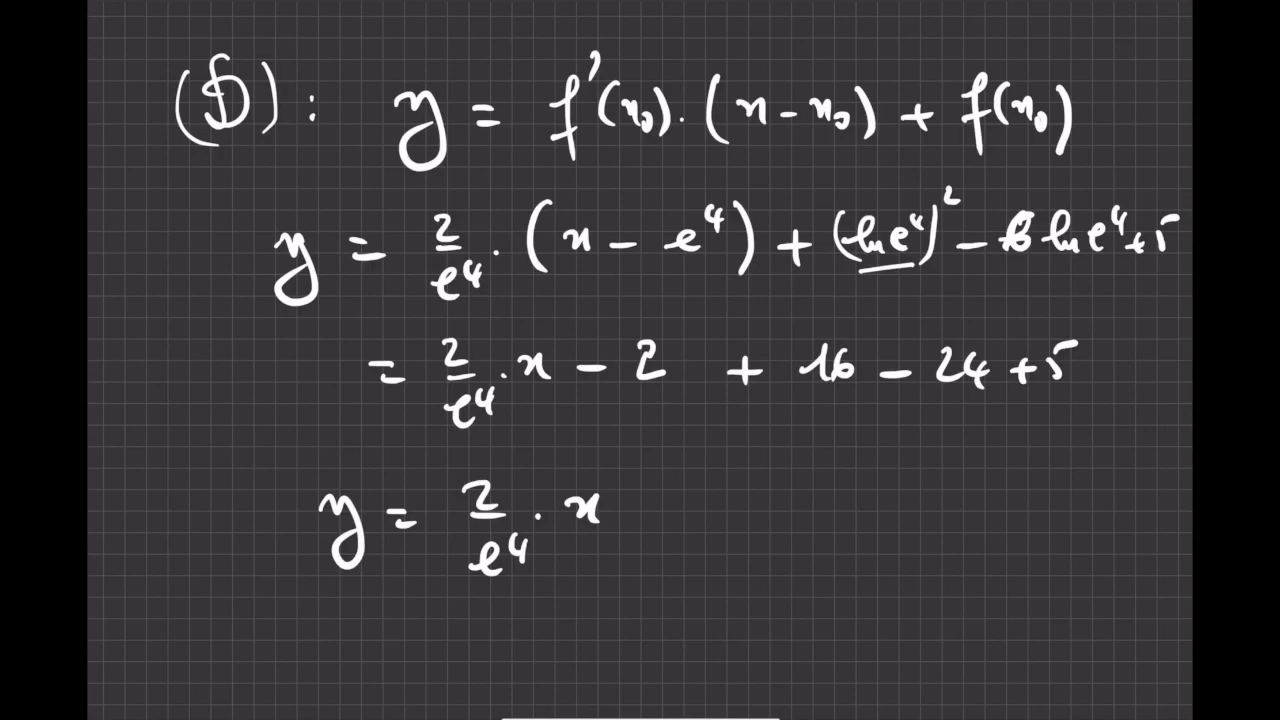 (D) : y = f'(x₀).(x - x₀) + f(x₀)
y = 2/e⁴ . (x - e⁴) + (ln e⁴)² - 6 ln e⁴ + 5
= 2/e⁴ . x - 2 + 16 - 24 + 5
y = 2/e⁴ . x